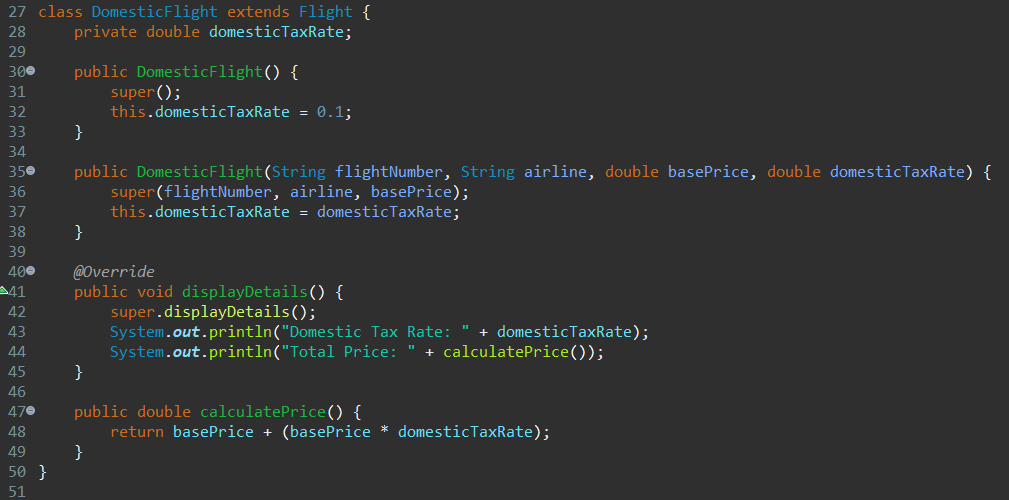 27 class DomesticFlight extends Flight {
28     private double domesticTaxRate;
29
30     public DomesticFlight() {
31         super();
32         this.domesticTaxRate = 0.1;
33     }
34
35     public DomesticFlight(String flightNumber, String airline, double basePrice, double domesticTaxRate) {
36         super(flightNumber, airline, basePrice);
37         this.domesticTaxRate = domesticTaxRate;
38     }
39
40     @Override
41     public void displayDetails() {
42         super.displayDetails();
43         System.out.println("Domestic Tax Rate: " + domesticTaxRate);
44         System.out.println("Total Price: " + calculatePrice());
45     }
46
47     public double calculatePrice() {
48         return basePrice + (basePrice * domesticTaxRate);
49     }
50 }
51